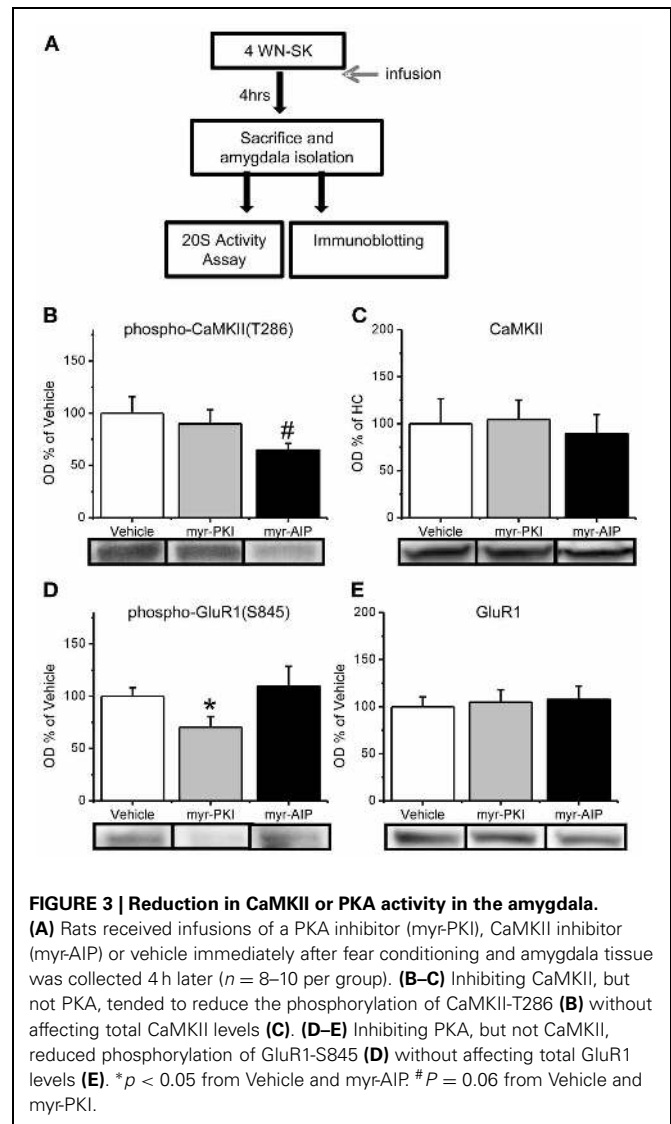 A
4 WN-SK
infusion
4hrs
Sacrifice and
amygdala isolation
20S Activity
Assay
Immunoblotting
B
phospho-CaMKII(T286)
OD % of Vehicle
150
100
50
0
#
Vehicle myr-PKI myr-AIP
C
CaMKII
OD % of HC
200
150
100
50
0
Vehicle myr-PKI myr-AIP
D
phospho-GluR1(S845)
OD % of Vehicle
150
100
50
0
*
Vehicle myr-PKI myr-AIP
E
GluR1
OD % of Vehicle
200
150
100
50
0
Vehicle myr-PKI myr-AIP
FIGURE 3 | Reduction in CaMKII or PKA activity in the amygdala.
(A) Rats received infusions of a PKA inhibitor (myr-PKI), CaMKII inhibitor
(myr-AIP) or vehicle immediately after fear conditioning and amygdala tissue
was collected 4 h later (n = 8–10 per group). (B–C) Inhibiting CaMKII, but
not PKA, tended to reduce the phosphorylation of CaMKII-T286 (B) without
affecting total CaMKII levels (C). (D–E) Inhibiting PKA, but not CaMKII,
reduced phosphorylation of GluR1-S845 (D) without affecting total GluR1
levels (E). *p < 0.05 from Vehicle and myr-AIP. #P = 0.06 from Vehicle and
myr-PKI.